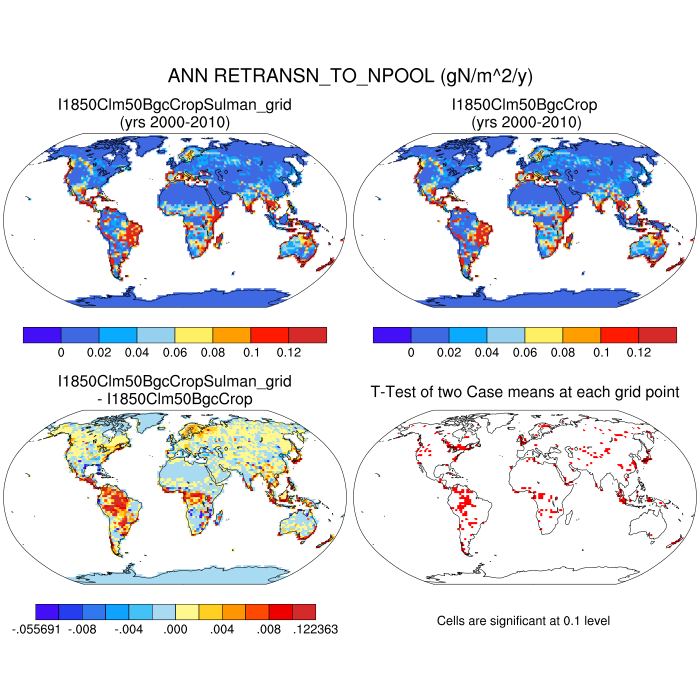 ANN RETRANSN_TO_NPOOL (gN/m^2/y)
I1850Clm50BgcCropSulman_grid
(yrs 2000-2010)
I1850Clm50BgcCrop
(yrs 2000-2010)
0 0.02 0.04 0.06 0.08 0.1 0.12
0 0.02 0.04 0.06 0.08 0.1 0.12
I1850Clm50BgcCropSulman_grid
- I1850Clm50BgcCrop
T-Test of two Case means at each grid point
-.055691 -.008 -.004 .000 .004 .008 .122363
Cells are significant at 0.1 level